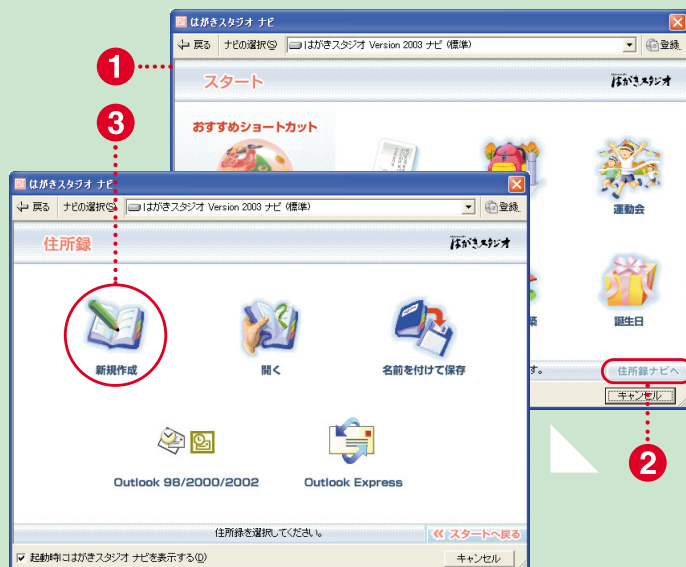 はがきスタジオ ナビ
戻る ナビの選択(S) はがきスタジオ Version 2003 ナビ (標準) 登録
1
スタート はがきスタジオ
3
おすすめショートカット
運動会
誕生日
す。 住所録ナビへ
キャンセル
2
はがきスタジオ ナビ
戻る ナビの選択(S) はがきスタジオ Version 2003 ナビ (標準) 登録
住所録 はがきスタジオ
新規作成 開く 名前を付けて保存
Outlook 98/2000/2002 Outlook Express
住所録を選択してください。 スタートへ戻る
起動時にはがきスタジオ ナビを表示する(D) キャンセル